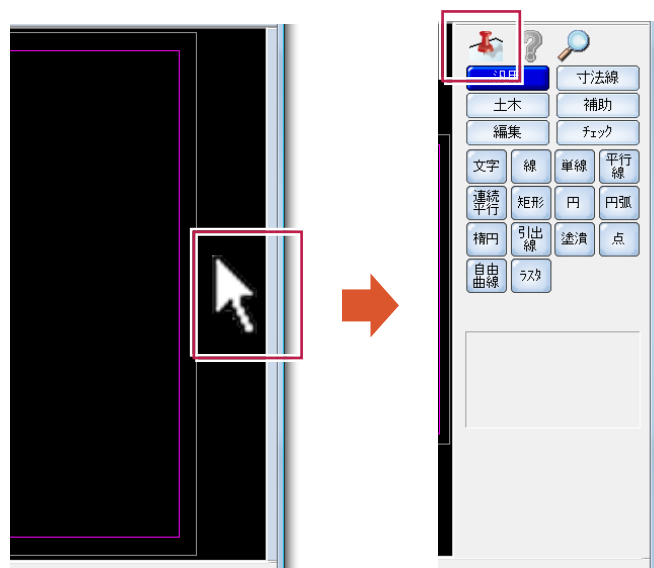 汎用
寸法線
土木
補助
編集
ﾁｪｯｸ
文字
線
単線
平行
線
連続
平行
矩形
円
円弧
楕円
引出
線
塗潰
点
自由
曲線
ﾗｽﾀ